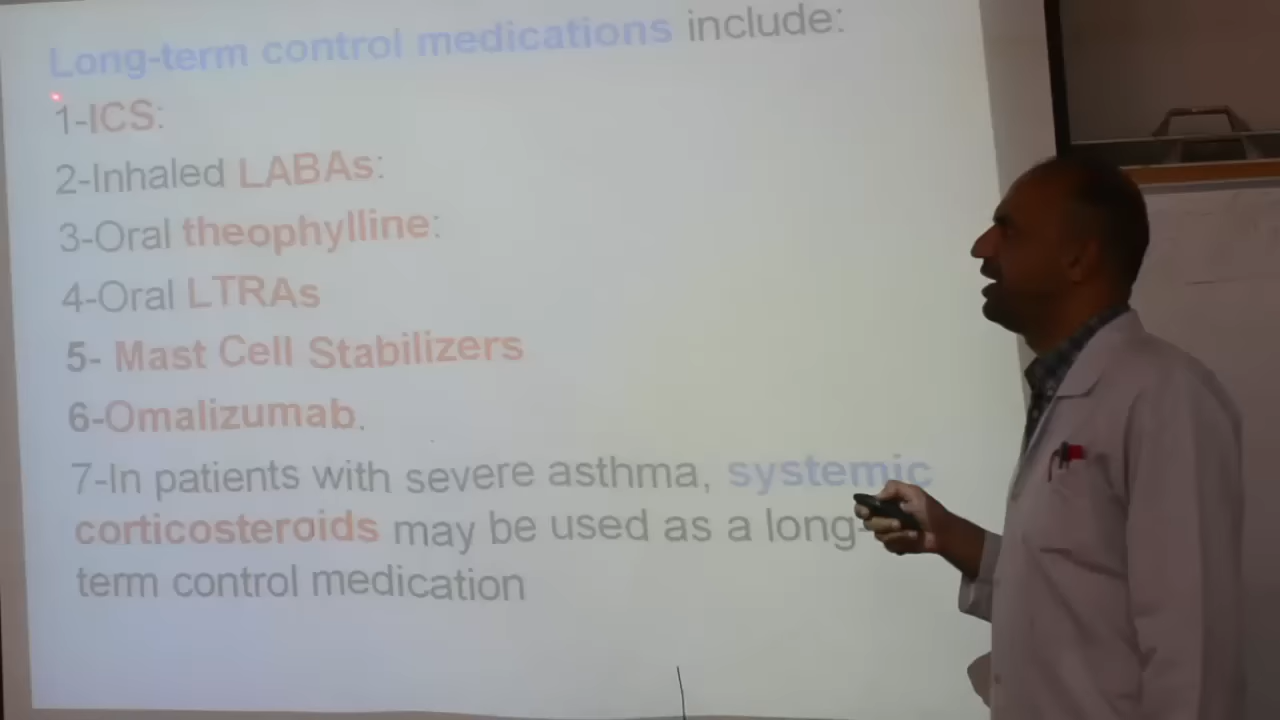 Long-term control medications include:
1-ICS:
2-Inhaled LABAs:
3-Oral theophylline:
4-Oral LTRAs
5- Mast Cell Stabilizers
6-Omalizumab.
7-In patients with severe asthma, systemic
corticosteroids may be used as a long-
term control medication